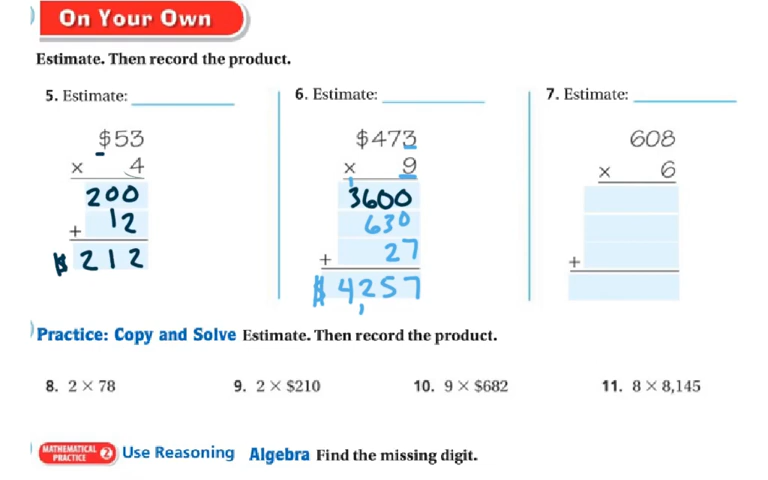 On Your Own
Estimate. Then record the product.
5. Estimate:
$53
× 4
200
+ 12
$212
6. Estimate:
$473
× 9
1
3600
630
+ 27
$4,257
7. Estimate:
608
× 6
+
Practice: Copy and Solve Estimate. Then record the product.
8. 2 × 78 9. 2 × $210 10. 9 × $682 11. 8 × 8,145
MATHEMATICAL PRACTICE 2 Use Reasoning Algebra Find the missing digit.